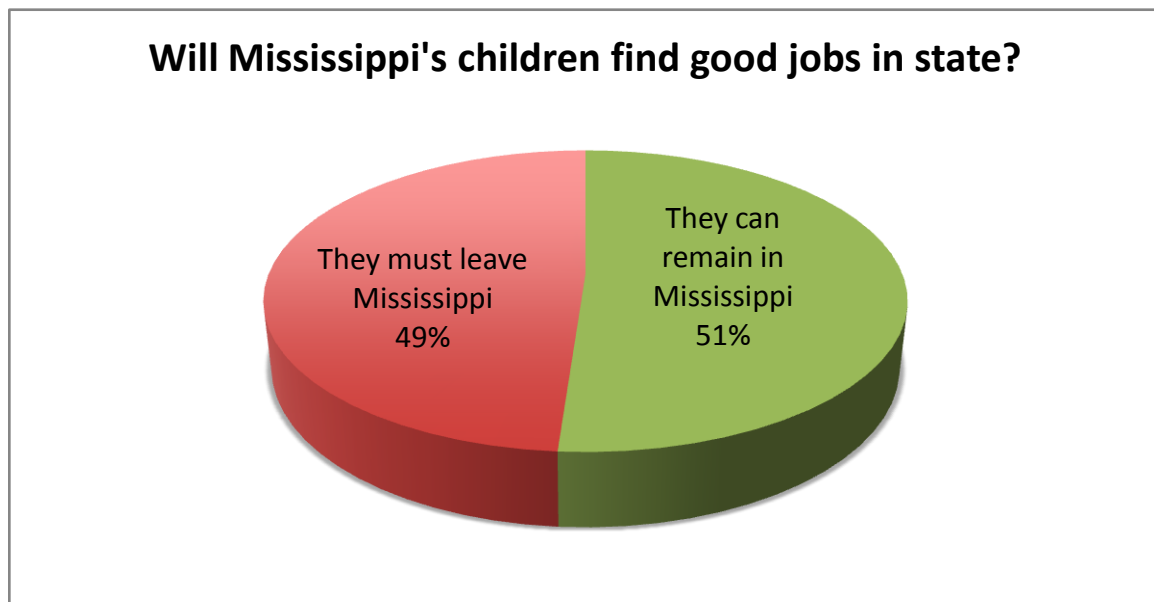 Will Mississippi's children find good jobs in state?
They must leave
Mississippi
49%
They can
remain in
Mississippi
51%